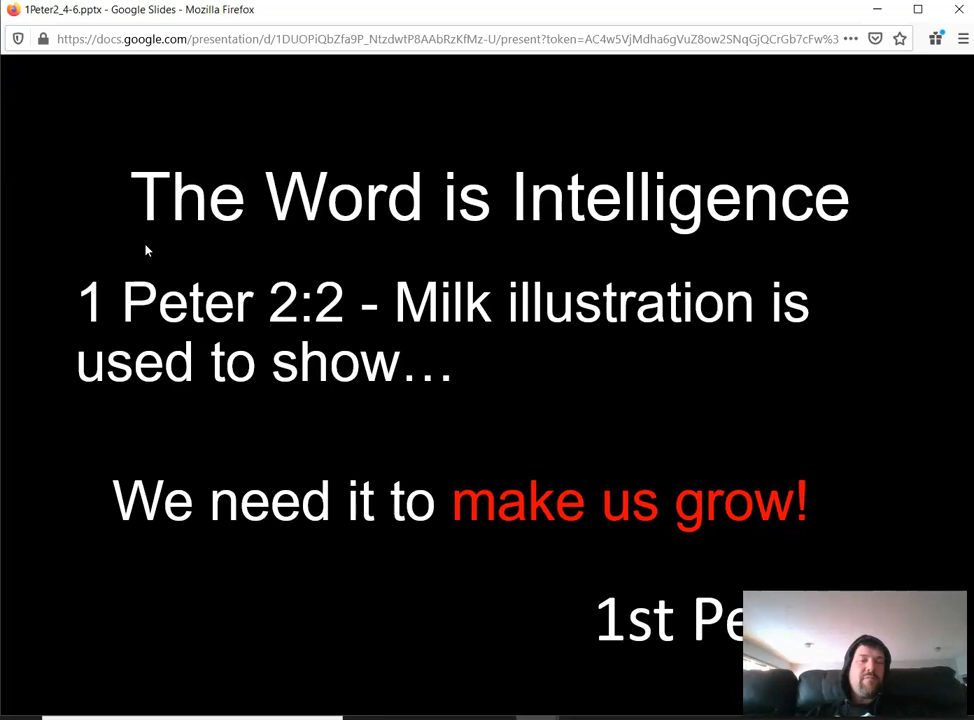 1Peter2_4-6.pptx - Google Slides - Mozilla Firefox
https://docs.google.com/presentation/d/1DUOPiQbZfa9P_NtzdwtP8AAbRzKfMz-U/present?token=AC4w5VjMdha6gVuZ8ow2SNqGjQCrGb7cFw%3
The Word is Intelligence
1 Peter 2:2 - Milk illustration is
used to show…
We need it to make us grow!
1st Pe